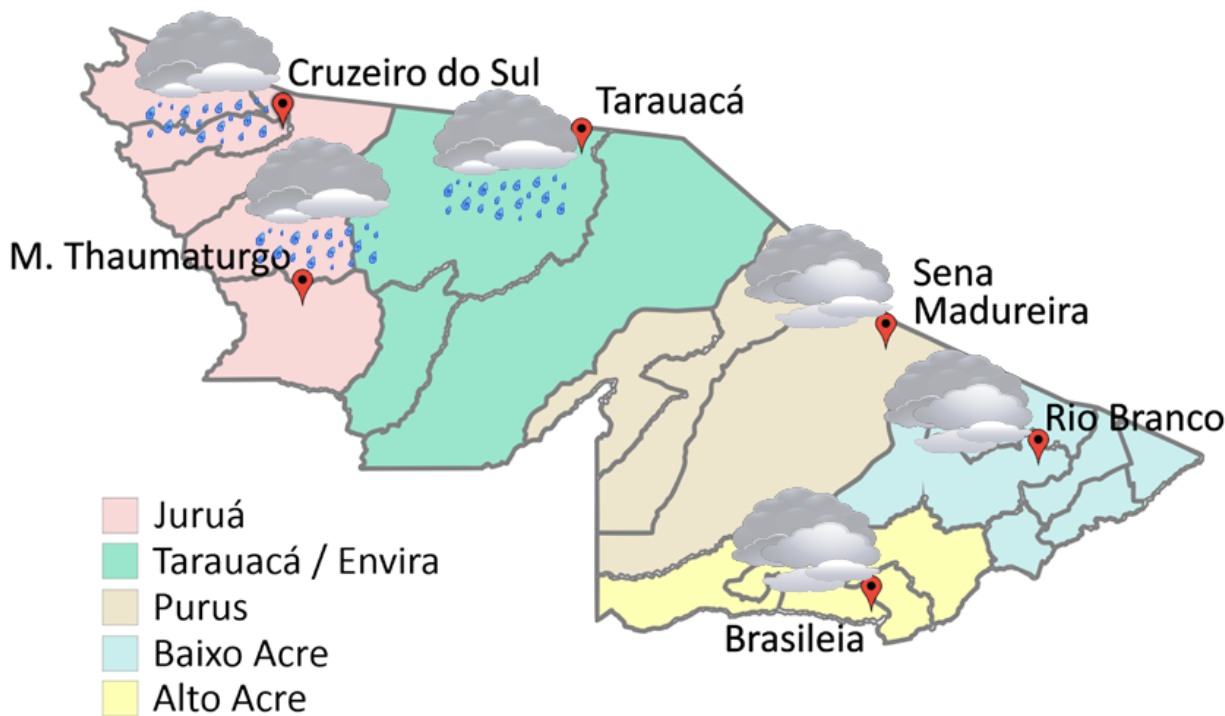 Cruzeiro do Sul
Tarauacá
M. Thaumaturgo
Sena
Madureira
Rio Branco
Brasileia
Juruá
Tarauacá / Envira
Purus
Baixo Acre
Alto Acre